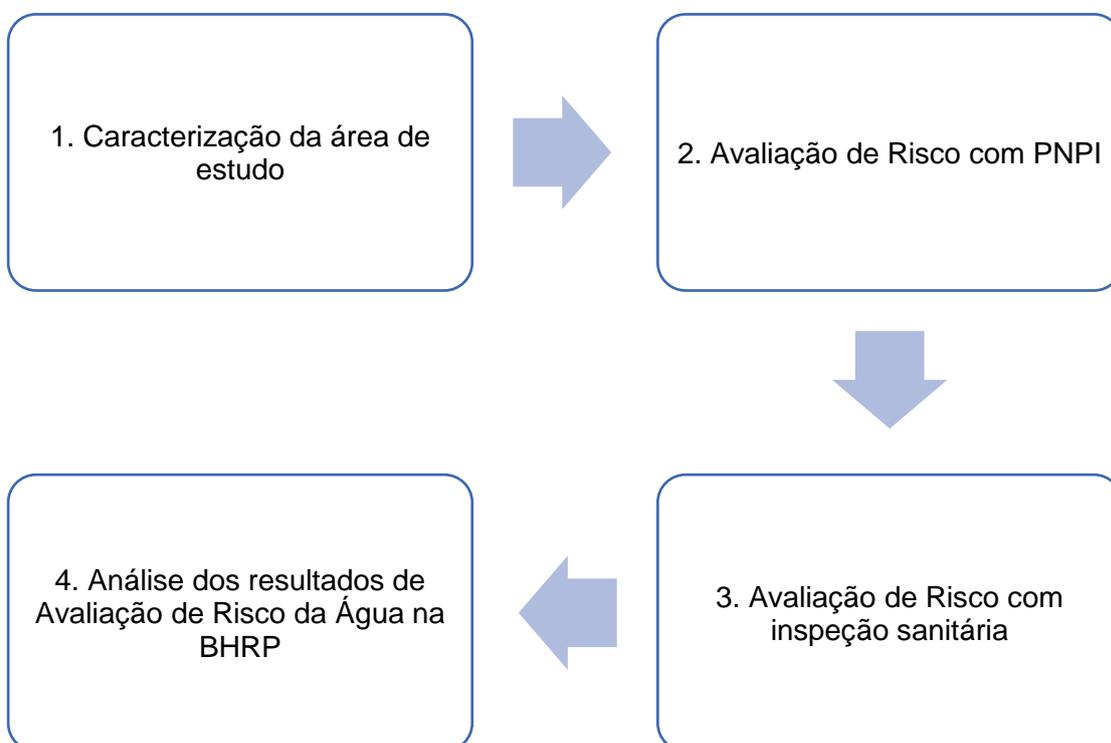 1. Caracterização da área de
estudo
2. Avaliação de Risco com PNPI
3. Avaliação de Risco com
inspeção sanitária
4. Análise dos resultados de
Avaliação de Risco da Água na
BHRP